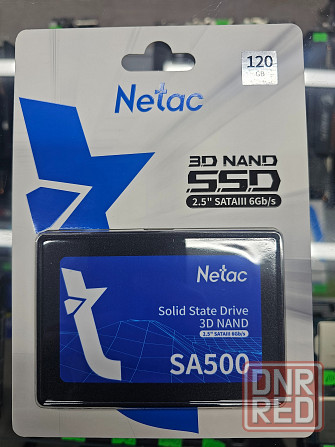 120
GB
Netac
3D NAND
SSD
2.5" SATAIII 6Gb/s
Netac
Solid State Drive
3D NAND
2.5" SATAIII 6Gb/s
SA500
DNR
RED